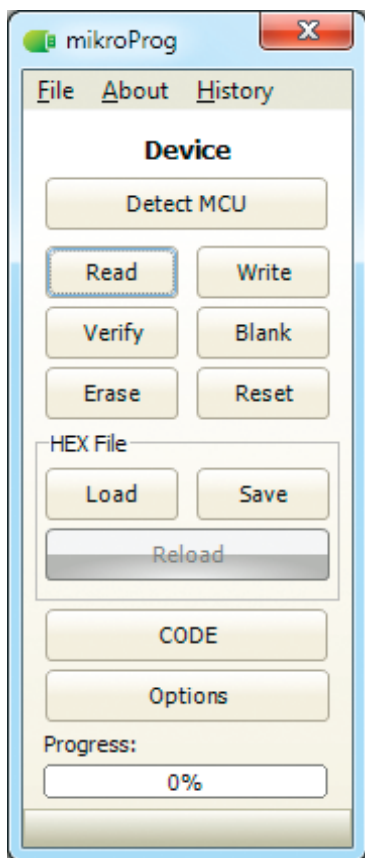 mikroProg
File About History
Device
Detect MCU
Read Write
Verify Blank
Erase Reset
HEX File
Load Save
Reload
CODE
Options
Progress:
0%